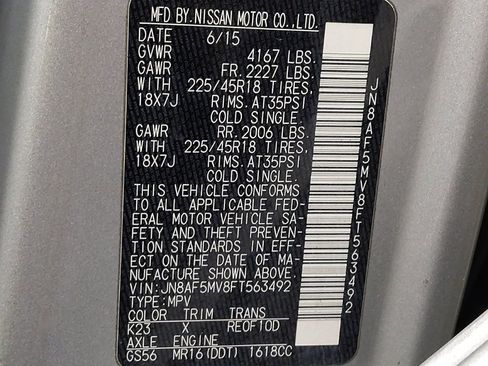 MFD BY.NISSAN MOTOR CO.,LTD.
DATE 6/15
GVWR 4167 LBS.
GAWR FR. 2227 LBS.
WITH 225/45R18 TIRES,
18X7J RIMS. AT35PSI
COLD SINGLE.
GAWR RR. 2006 LBS.
WITH 225/45R18 TIRES,
18X7J RIMS. AT35PSI
COLD SINGLE.
THIS VEHICLE CONFORMS
TO ALL APPLICABLE FED-
ERAL MOTOR VEHICLE SA-
FETY AND THEFT PREVEN-
TION STANDARDS IN EFF-
ECT ON THE DATE OF MA-
NUFACTURE SHOWN ABOVE.
VIN:JN8AF5MV8FT563492
TYPE:MPV
COLOR TRIM TRANS
K23 X RE0F10D
AXLE ENGINE
GS56 MR16(DDT) 1618CC
JN8AF5MV8FT563492